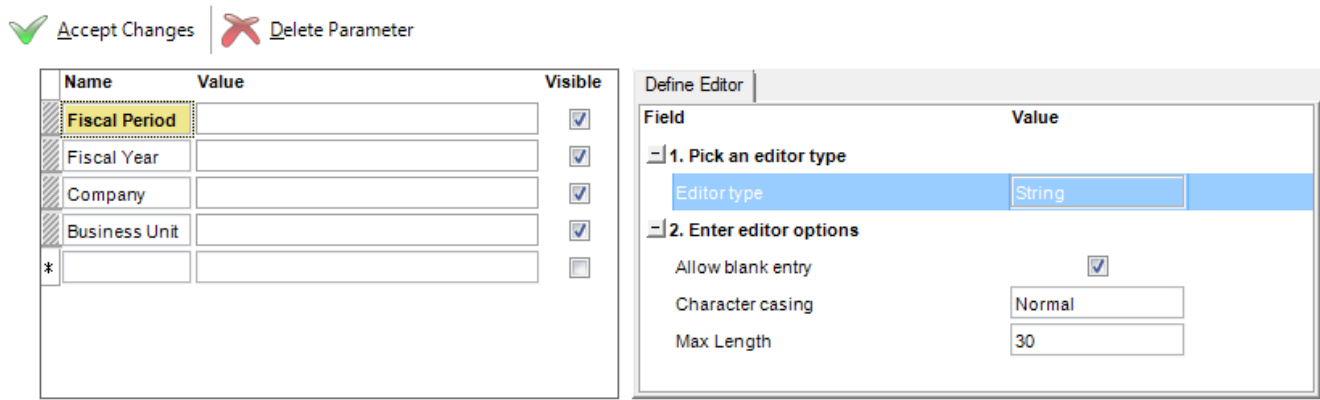 Accept Changes
Delete Parameter
Name Value Visible
Fiscal Period
Fiscal Year
Company
Business Unit
*
Define Editor
Field Value
1. Pick an editor type
Editor type String
2. Enter editor options
Allow blank entry
Character casing Normal
Max Length 30